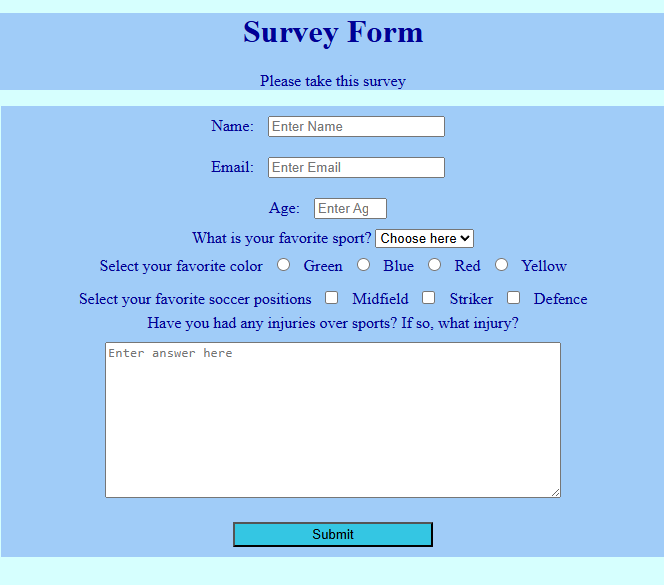 Survey Form
Please take this survey
Name: Enter Name
Email: Enter Email
Age: Enter Ag
What is your favorite sport? Choose here
Select your favorite color Green Blue Red Yellow
Select your favorite soccer positions Midfield Striker Defence
Have you had any injuries over sports? If so, what injury?
Enter answer here
Submit